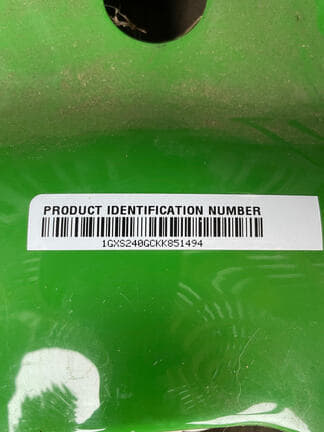 PRODUCT IDENTIFICATION NUMBER
1GXS240GCKK851494